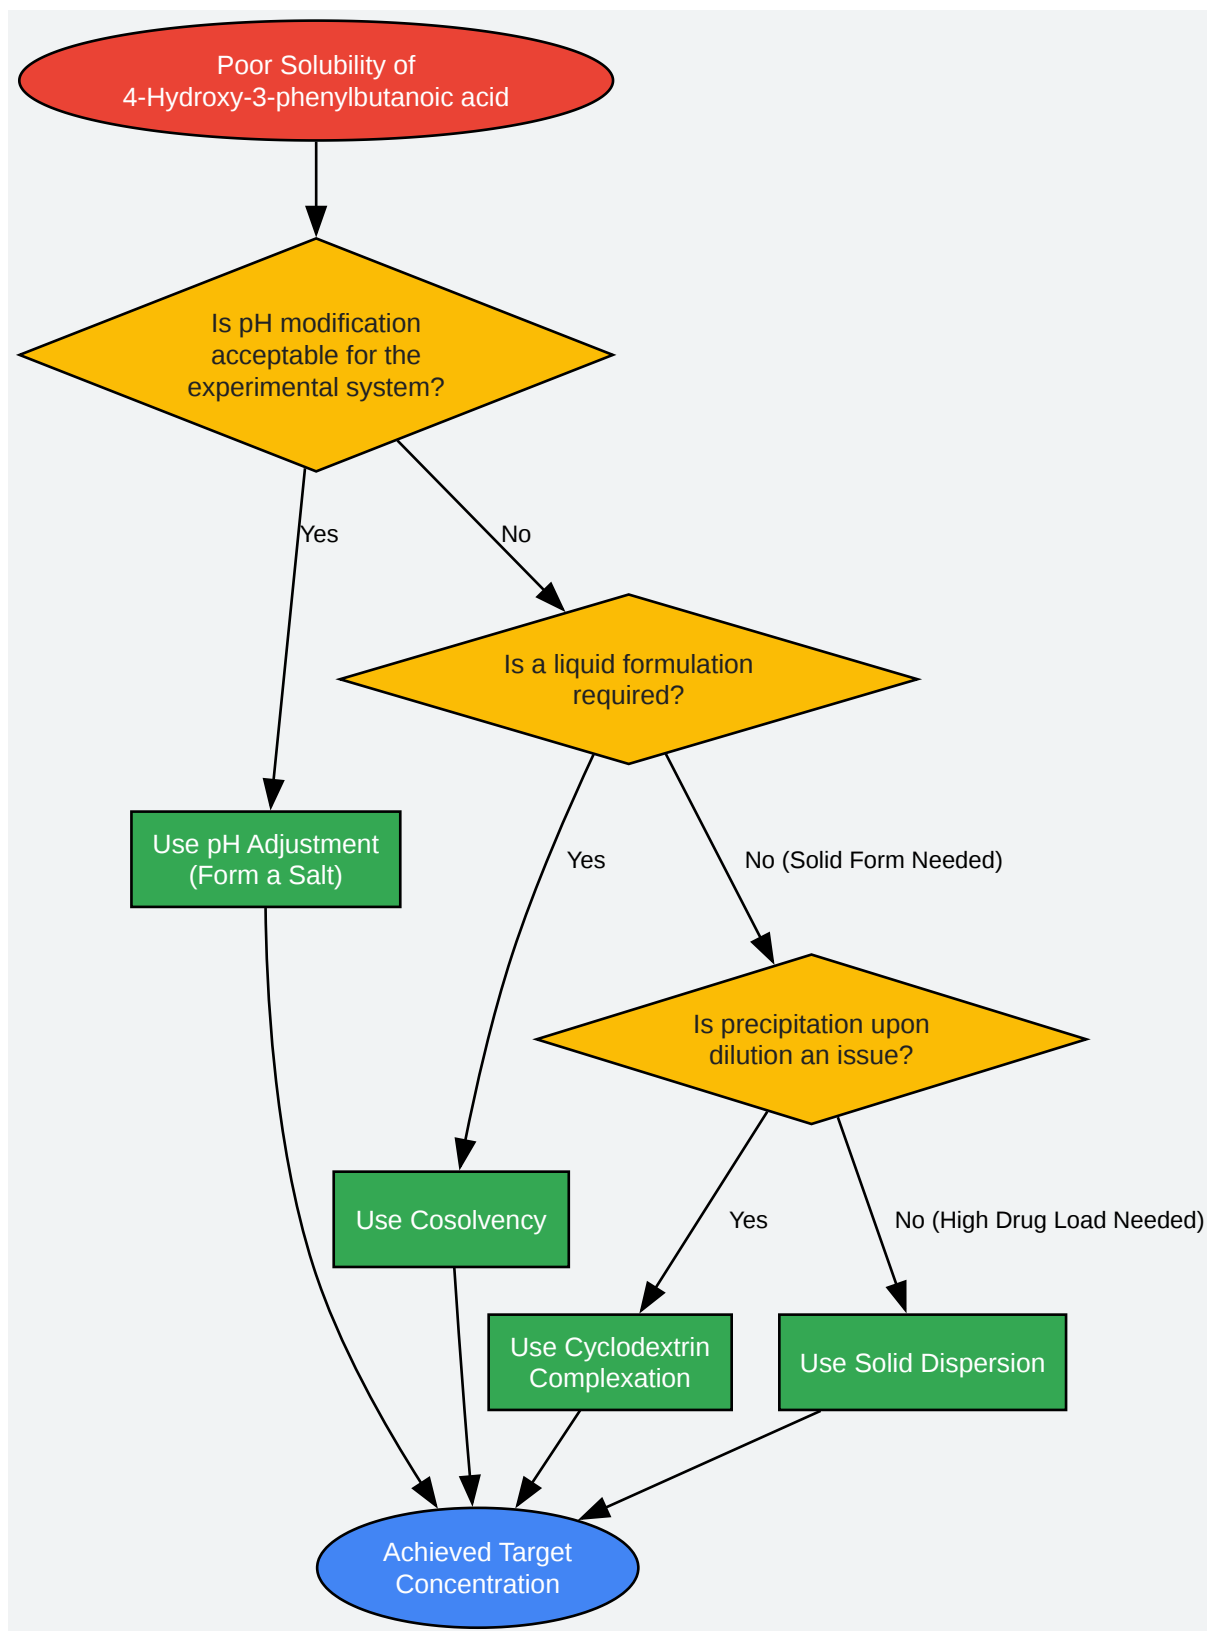 Poor Solubility of
4-Hydroxy-3-phenylbutanoic acid
Is pH modification
acceptable for the
experimental system?
Yes
No
Is a liquid formulation
required?
Use pH Adjustment
(Form a Salt)
Yes
No (Solid Form Needed)
Is precipitation upon
dilution an issue?
Use Cosolvency
Yes
No (High Drug Load Needed)
Use Cyclodextrin
Complexation
Use Solid Dispersion
Achieved Target
Concentration